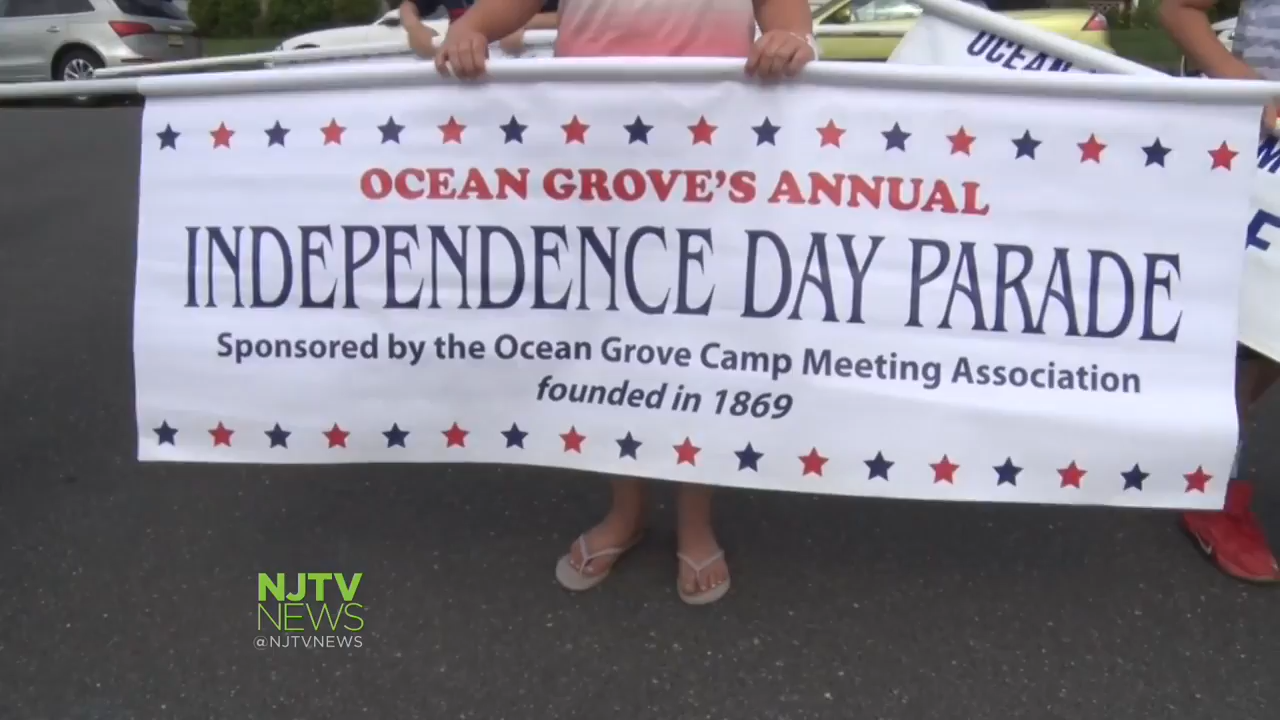 OCEAN
OCEAN GROVE'S ANNUAL
INDEPENDENCE DAY PARADE
Sponsored by the Ocean Grove Camp Meeting Association
founded in 1869
NJTV
NEWS
@NJTVNEWS